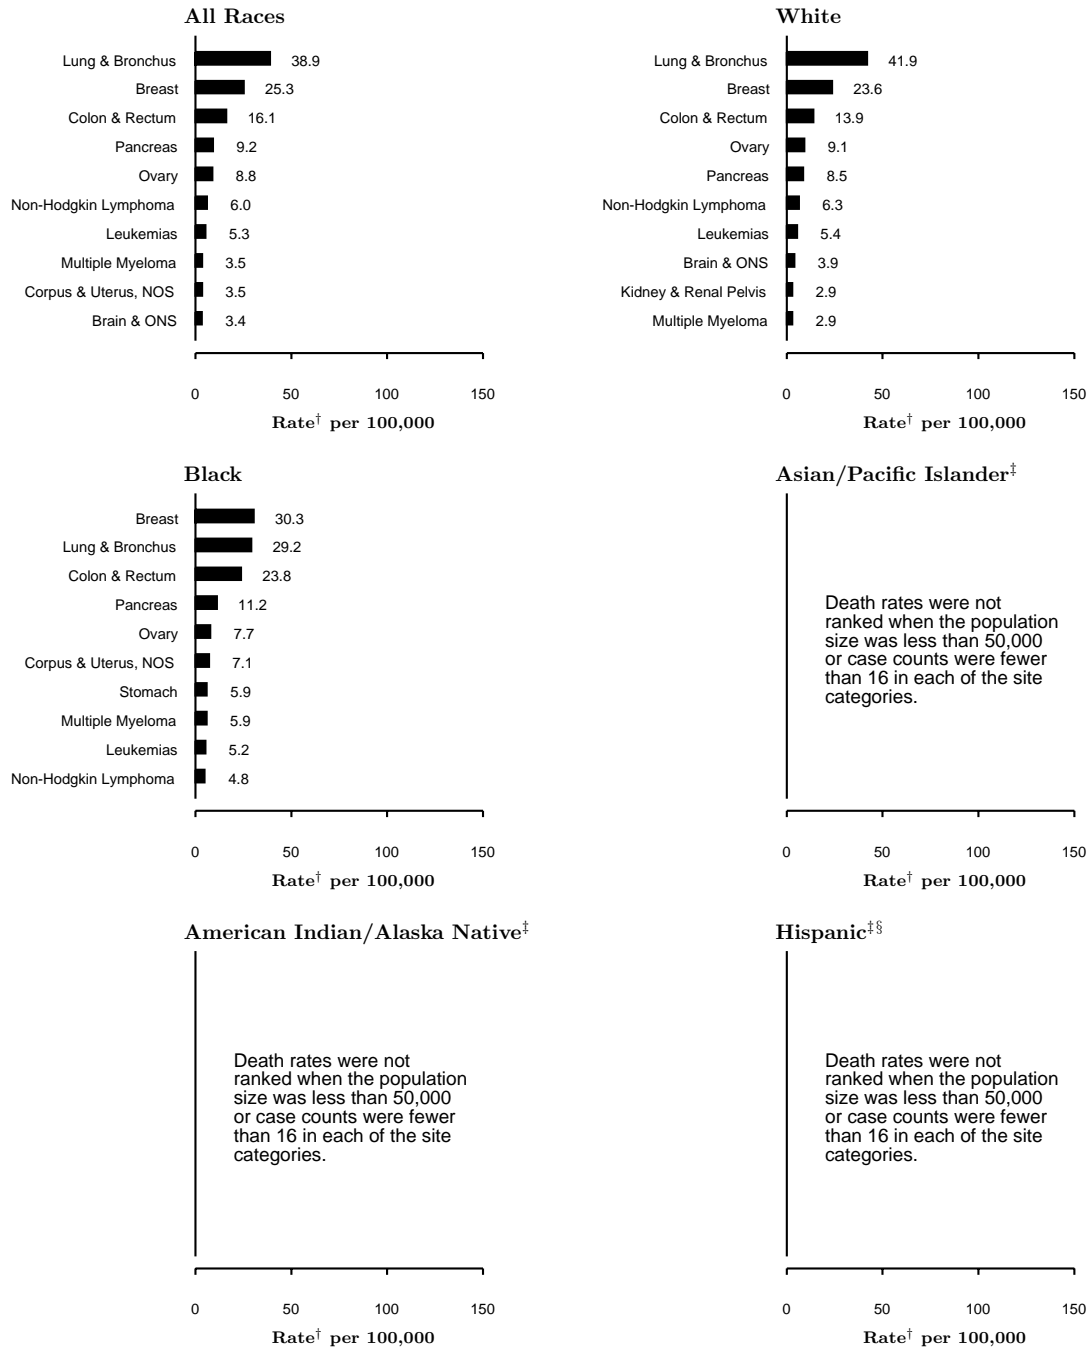 All Races
Lung & Bronchus 38.9
Breast 25.3
Colon & Rectum 16.1
Pancreas 9.2
Ovary 8.8
Non-Hodgkin Lymphoma 6.0
Leukemias 5.3
Multiple Myeloma 3.5
Corpus & Uterus, NOS 3.5
Brain & ONS 3.4
0 50 100 150
Rate† per 100,000
White
Lung & Bronchus 41.9
Breast 23.6
Colon & Rectum 13.9
Ovary 9.1
Pancreas 8.5
Non-Hodgkin Lymphoma 6.3
Leukemias 5.4
Brain & ONS 3.9
Kidney & Renal Pelvis 2.9
Multiple Myeloma 2.9
0 50 100 150
Rate† per 100,000
Black
Breast 30.3
Lung & Bronchus 29.2
Colon & Rectum 23.8
Pancreas 11.2
Ovary 7.7
Corpus & Uterus, NOS 7.1
Stomach 5.9
Multiple Myeloma 5.9
Leukemias 5.2
Non-Hodgkin Lymphoma 4.8
0 50 100 150
Rate† per 100,000
Asian/Pacific Islander‡
Death rates were not
ranked when the population
size was less than 50,000
or case counts were fewer
than 16 in each of the site
categories.
0 50 100 150
Rate† per 100,000
American Indian/Alaska Native‡
Death rates were not
ranked when the population
size was less than 50,000
or case counts were fewer
than 16 in each of the site
categories.
0 50 100 150
Rate† per 100,000
Hispanic‡§
Death rates were not
ranked when the population
size was less than 50,000
or case counts were fewer
than 16 in each of the site
categories.
0 50 100 150
Rate† per 100,000